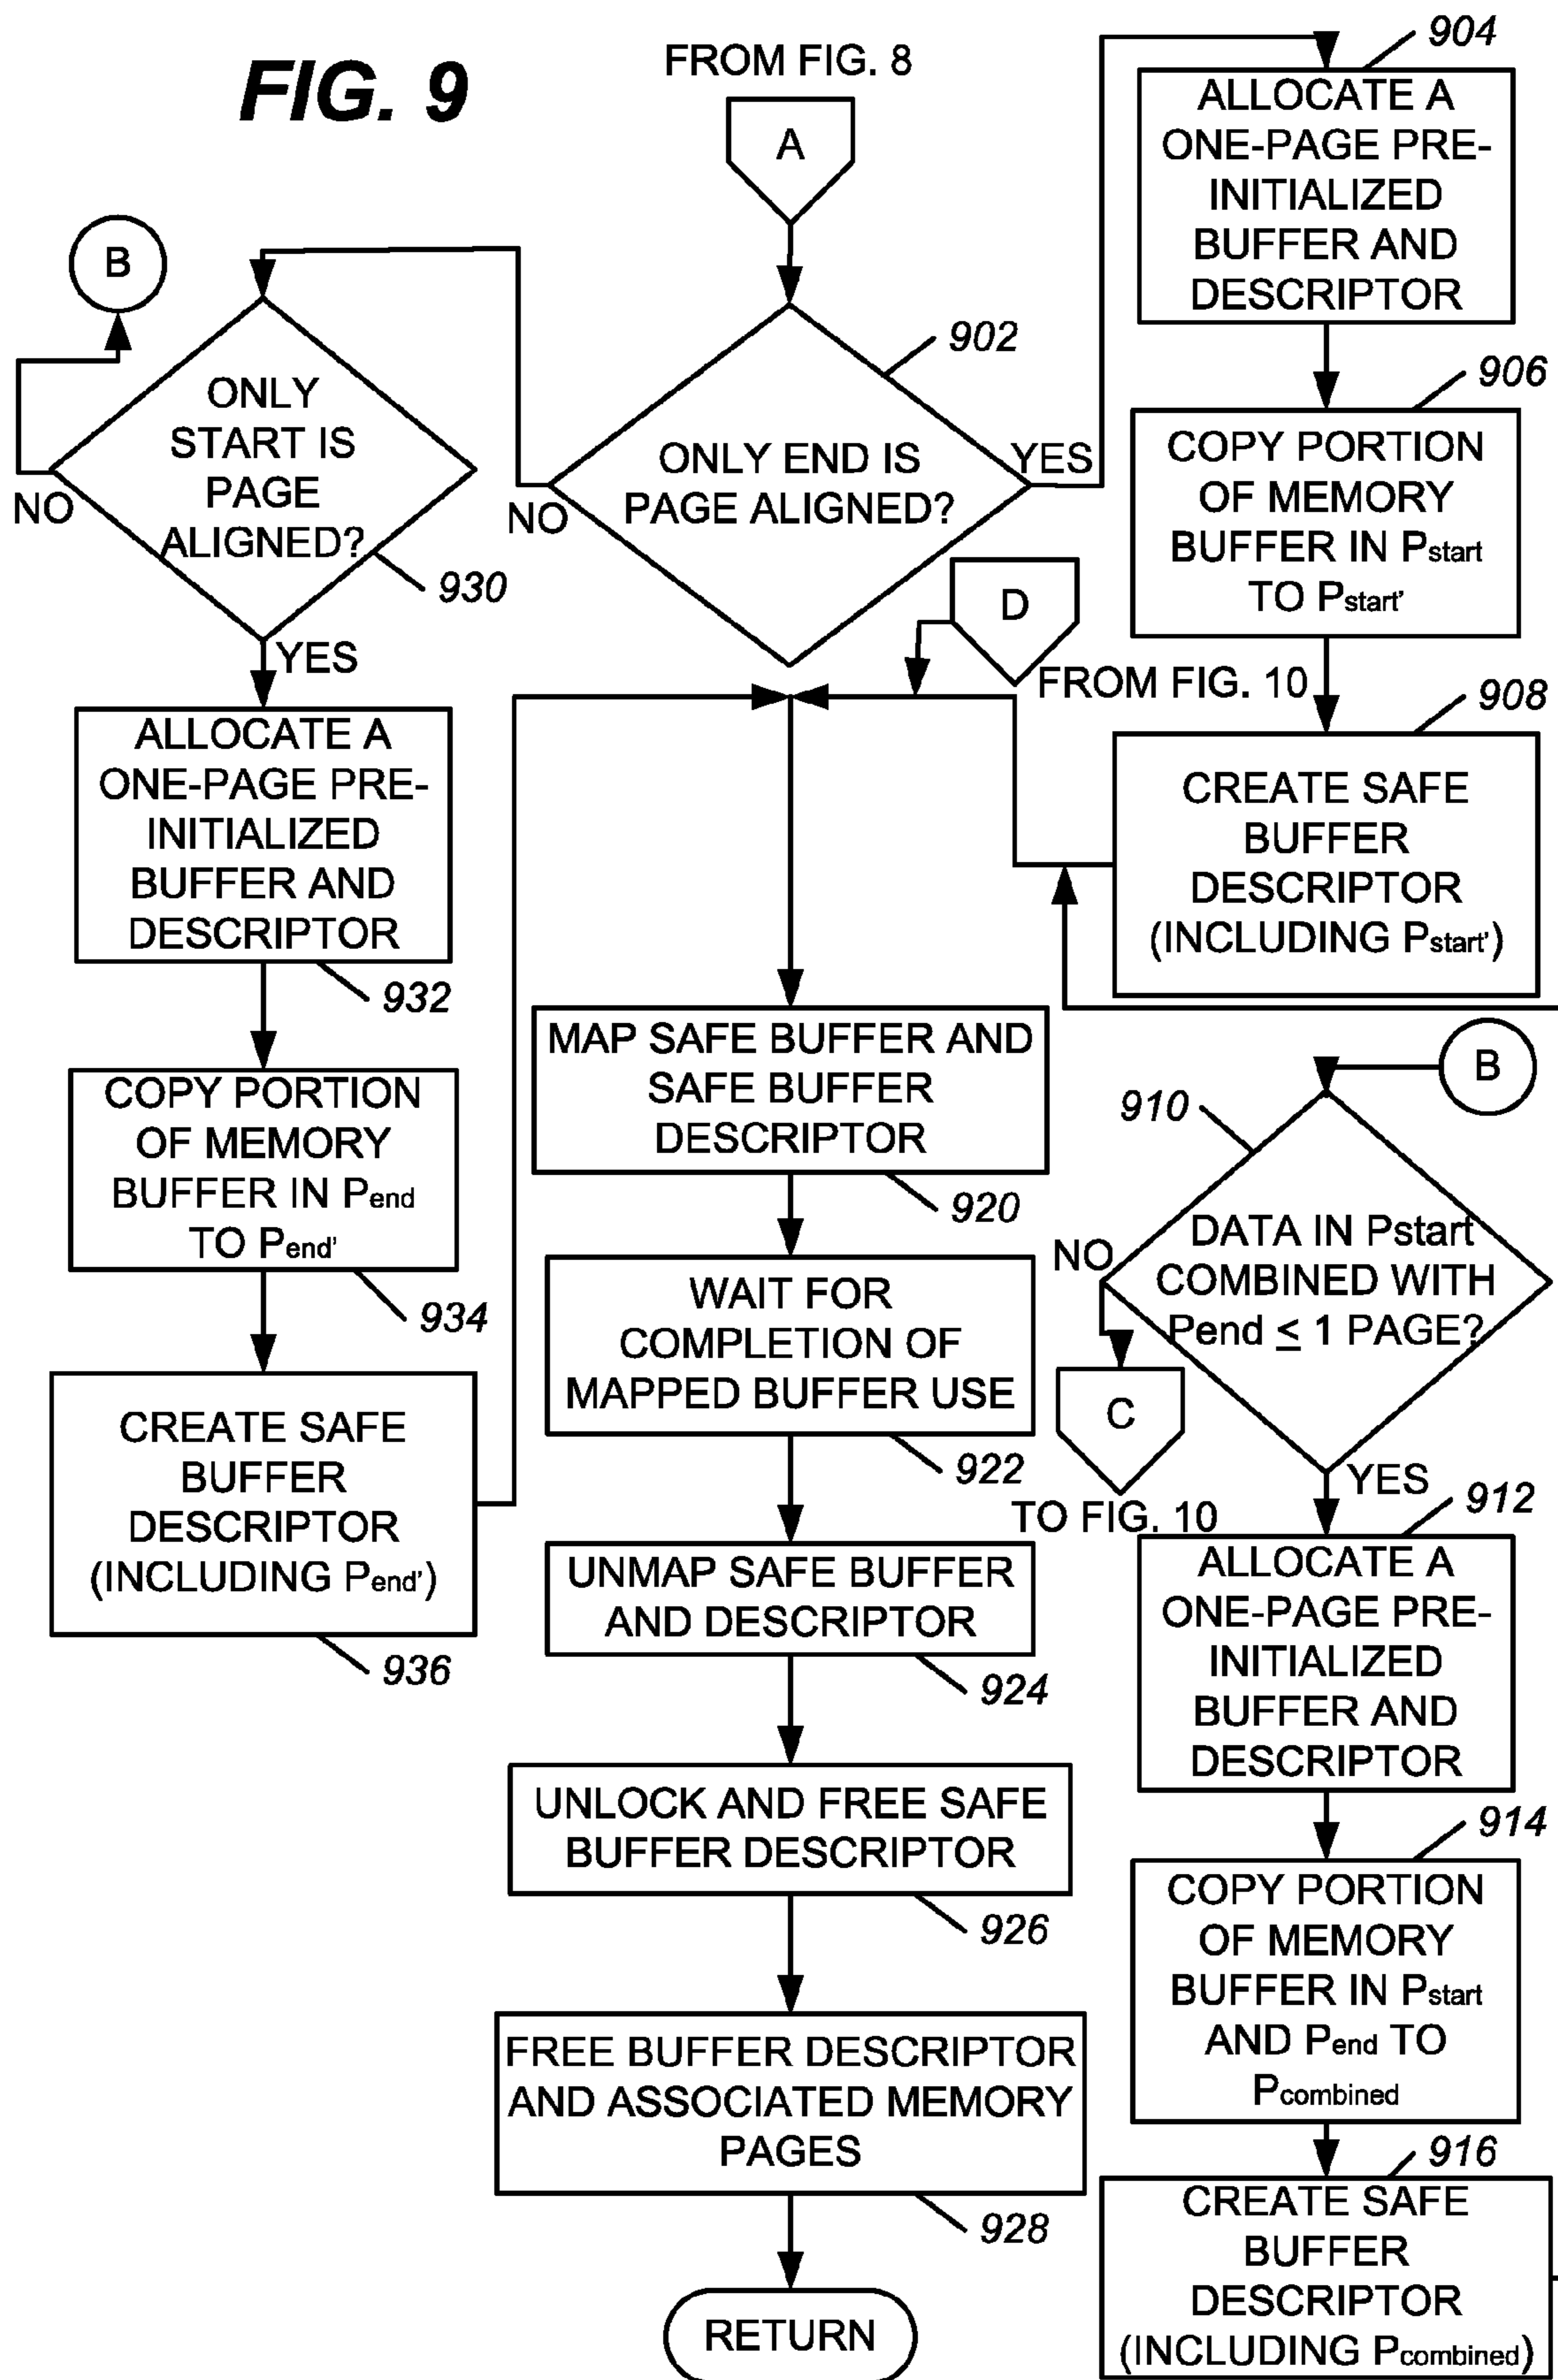 FIG. 9
FROM FIG. 8
A
902
ONLY END IS
PAGE ALIGNED?
YES
NO
904
ALLOCATE A
ONE-PAGE PRE-
INITIALIZED
BUFFER AND
DESCRIPTOR
906
COPY PORTION
OF MEMORY
BUFFER IN Pstart
TO Pstart'
908
CREATE SAFE
BUFFER
DESCRIPTOR
(INCLUDING Pstart')
B
ONLY
START IS
PAGE
ALIGNED?
NO
930
YES
ALLOCATE A
ONE-PAGE PRE-
INITIALIZED
BUFFER AND
DESCRIPTOR
932
COPY PORTION
OF MEMORY
BUFFER IN Pend
TO Pend'
934
CREATE SAFE
BUFFER
DESCRIPTOR
(INCLUDING Pend')
936
D
FROM FIG. 10
MAP SAFE BUFFER AND
SAFE BUFFER
DESCRIPTOR
920
WAIT FOR
COMPLETION OF
MAPPED BUFFER USE
922
UNMAP SAFE BUFFER
AND DESCRIPTOR
924
UNLOCK AND FREE SAFE
BUFFER DESCRIPTOR
926
FREE BUFFER DESCRIPTOR
AND ASSOCIATED MEMORY
PAGES
928
RETURN
B
910
DATA IN Pstart
COMBINED WITH
Pend ≤ 1 PAGE?
NO
C
TO FIG. 10
YES
912
ALLOCATE A
ONE-PAGE PRE-
INITIALIZED
BUFFER AND
DESCRIPTOR
914
COPY PORTION
OF MEMORY
BUFFER IN Pstart
AND Pend TO
Pcombined
916
CREATE SAFE
BUFFER
DESCRIPTOR
(INCLUDING Pcombined)